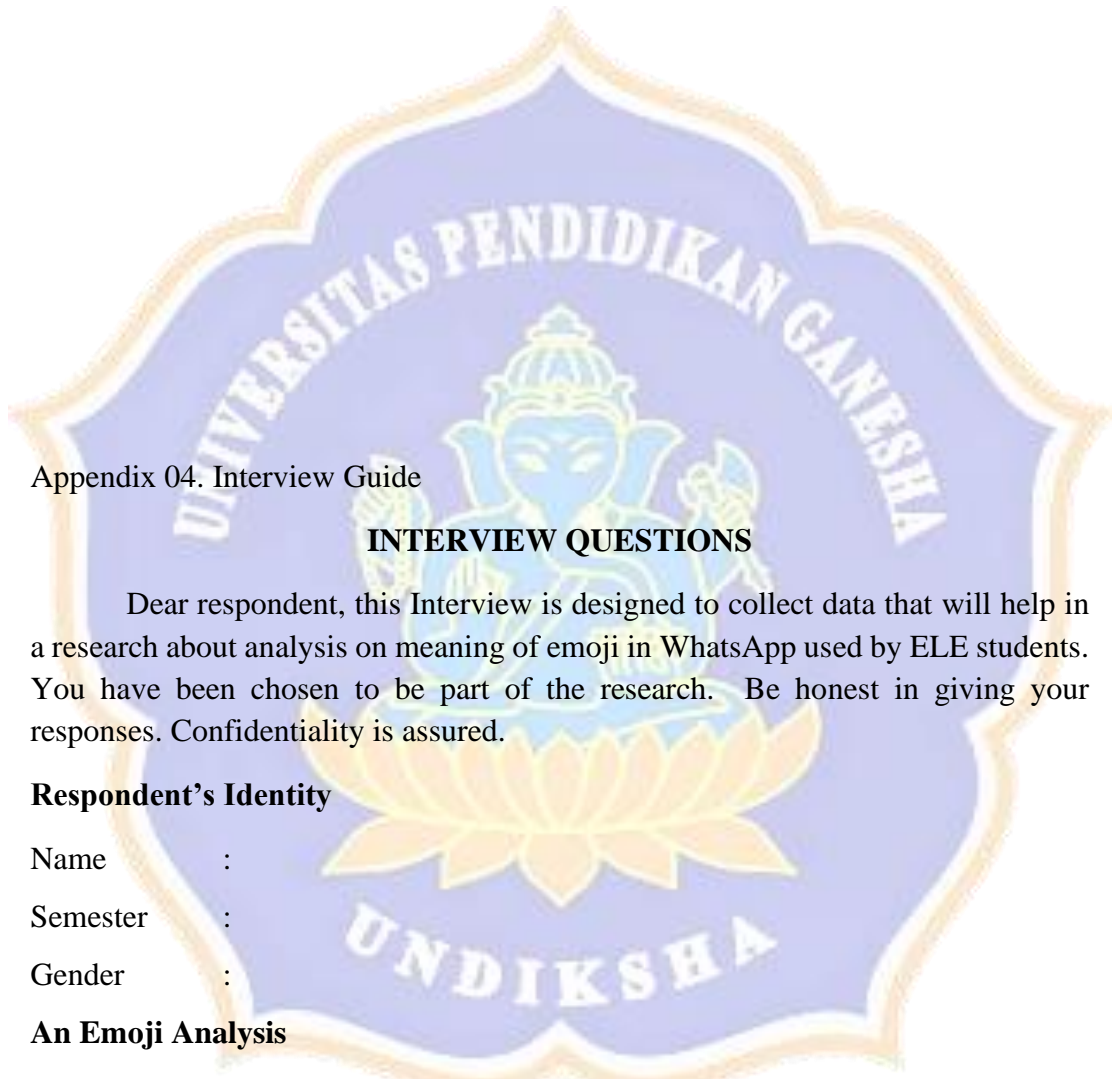 UNIVERSITAS PENDIDIKAN GANESHA
Appendix 04. Interview Guide
INTERVIEW QUESTIONS
Dear respondent, this Interview is designed to collect data that will help in
a research about analysis on meaning of emoji in WhatsApp used by ELE students.
You have been chosen to be part of the research. Be honest in giving your
responses. Confidentiality is assured.
Respondent’s Identity
Name :
Semester :
Gender :
UNDIKSHA
An Emoji Analysis